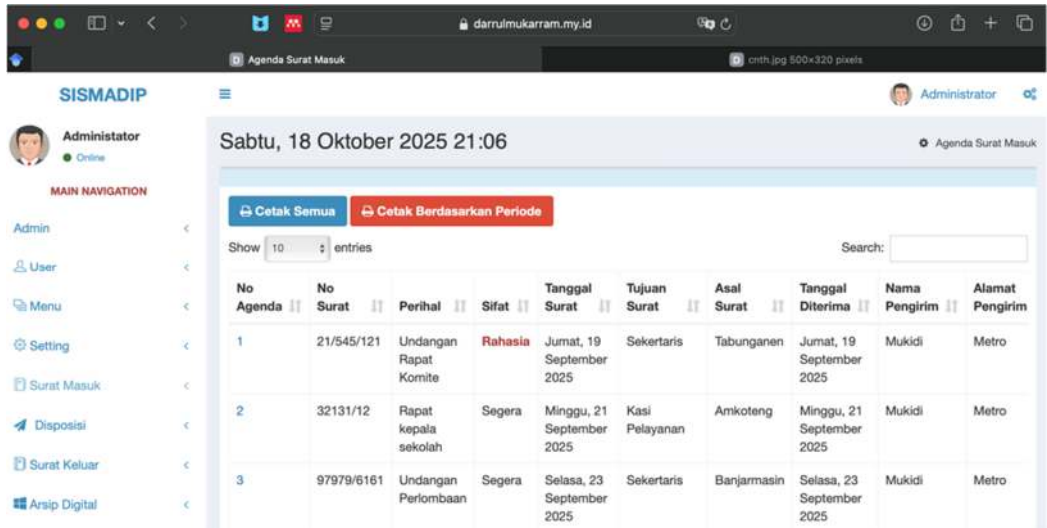 darrulmukarram.my.id
Agenda Surat Masuk
cnth.jpg 500×320 pixels
SISMADIP
Administrator
Administator
Online
Sabtu, 18 Oktober 2025 21:06
Agenda Surat Masuk
MAIN NAVIGATION
Admin
User
Menu
Setting
Surat Masuk
Disposisi
Surat Keluar
Arsip Digital
Cetak Semua
Cetak Berdasarkan Periode
Show 10 entries
Search:
No Agenda
No Surat
Perihal
Sifat
Tanggal Surat
Tujuan Surat
Asal Surat
Tanggal Diterima
Nama Pengirim
Alamat Pengirim
1 21/545/121 Undangan Rahasia Jumat, 19 Sekertaris Tabunganen Jumat, 19 Mukidi Metro
Rapat September September
Komite 2025 2025
2 32131/12 Rapat Segera Minggu, 21 Kasi Amkoteng Minggu, 21 Mukidi Metro
kepala September Pelayanan September
sekolah 2025 2025
3 97979/6161 Undangan Segera Selasa, 23 Sekertaris Banjarmasin Selasa, 23 Mukidi Metro
Perlombaan September September
2025 2025